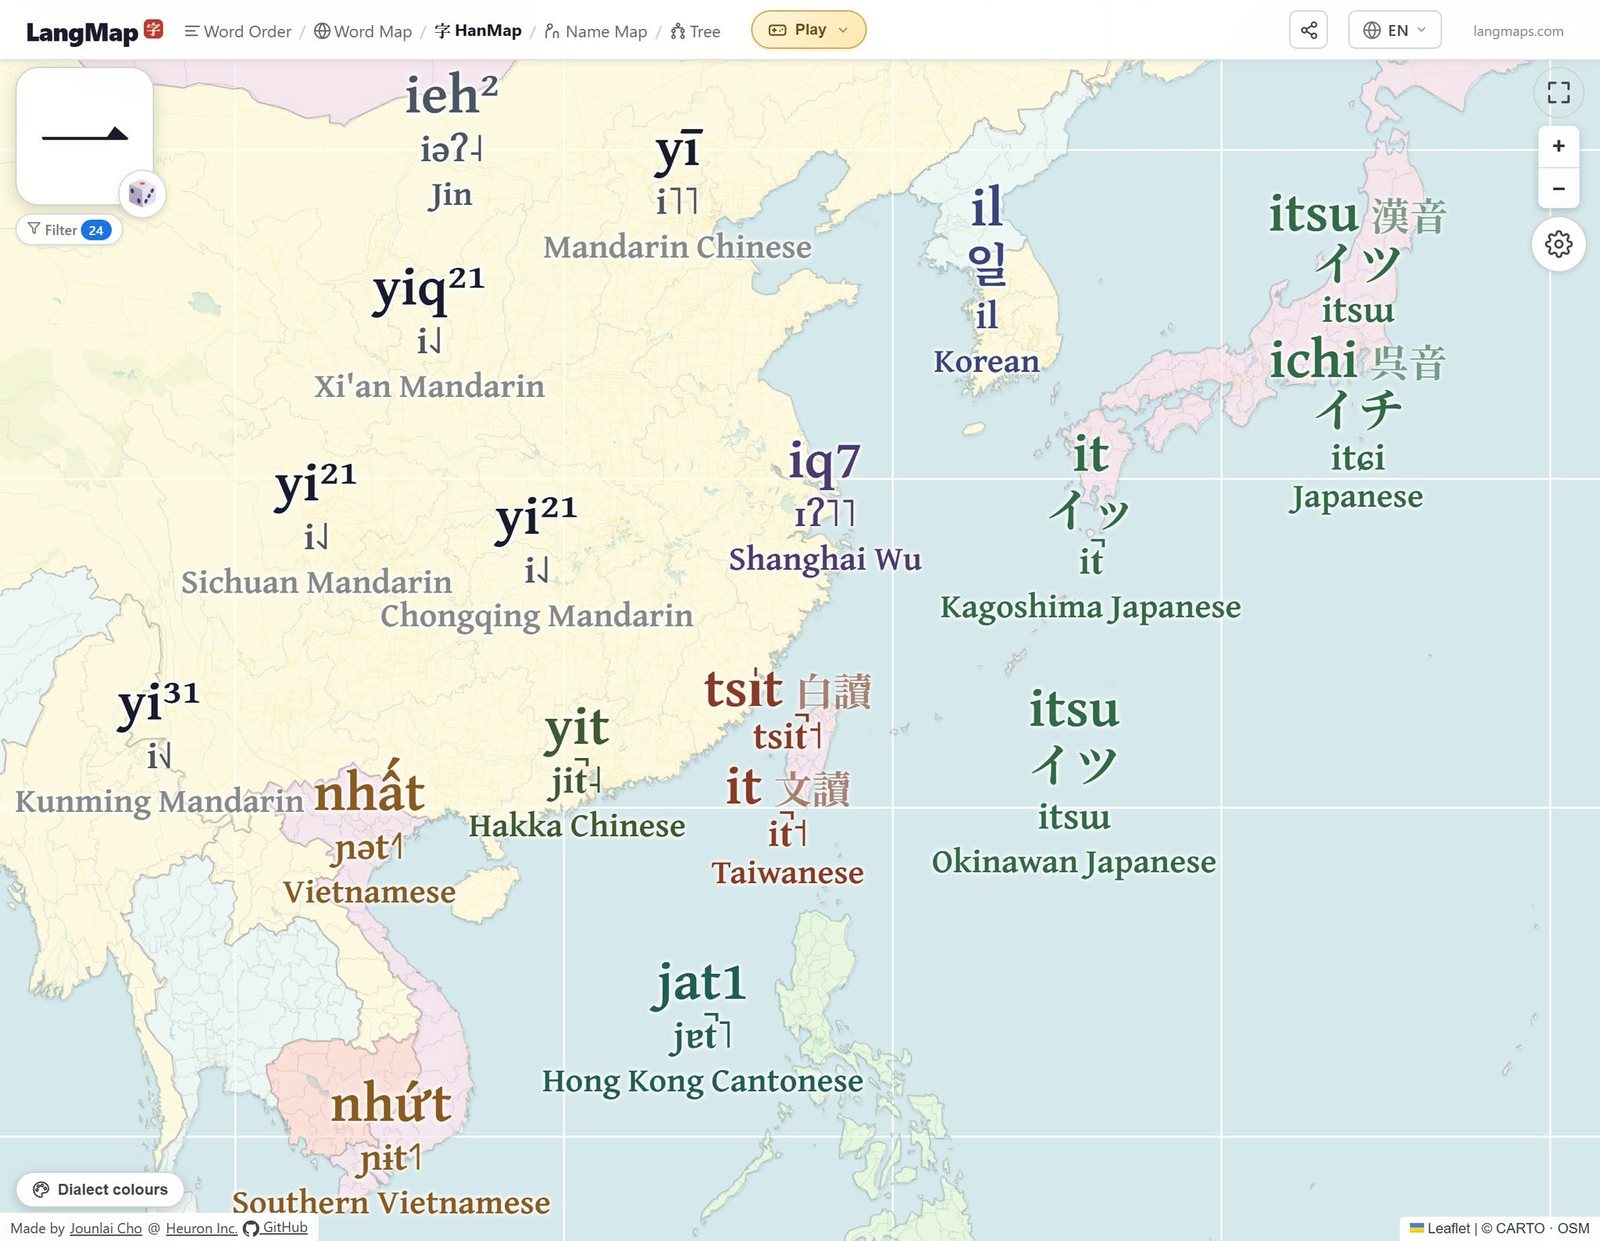 LangMap 字
Word Order / Word Map / 字 HanMap / Name Map / Tree
Play
EN
langmaps.com
一
Filter 24
ieh²
iəʔ˨
Jin
yī
i˥˥
Mandarin Chinese
yiq²¹
i˨˩
Xi'an Mandarin
yi²¹
i˨˩
Sichuan Mandarin
yi²¹
i˨˩
Chongqing Mandarin
yi³¹
i˧˩
Kunming Mandarin
il
일
il
Korean
itsu 漢音
イツ
itsɯ
ichi 呉音
イチ
itɕi
Japanese
it
イッ
it̚
Kagoshima Japanese
iq7
ɪʔ˥˥
Shanghai Wu
tsi̍t 白讀
tsit̚˧
it 文讀
it̚˧
Taiwanese
yit
jit̚˨
Hakka Chinese
nhất
ɲət˧˥
Vietnamese
itsu
イツ
itsɯ
Okinawan Japanese
jat1
jɐt̚˥
Hong Kong Cantonese
nhứt
ɲɨt˧˥
Southern Vietnamese
Dialect colours
Made by Jounlai Cho @ Heuron Inc. GitHub
Leaflet | © CARTO · OSM